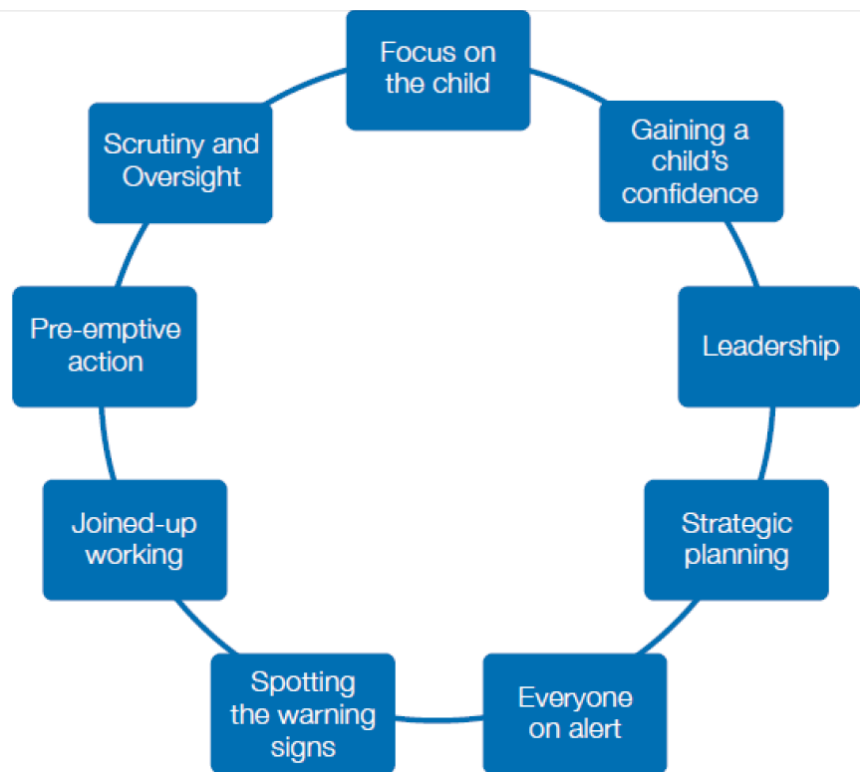 Focus on
the child
Gaining a
child's
confidence
Leadership
Strategic
planning
Everyone
on alert
Spotting
the warning
signs
Joined-up
working
Pre-emptive
action
Scrutiny and
Oversight